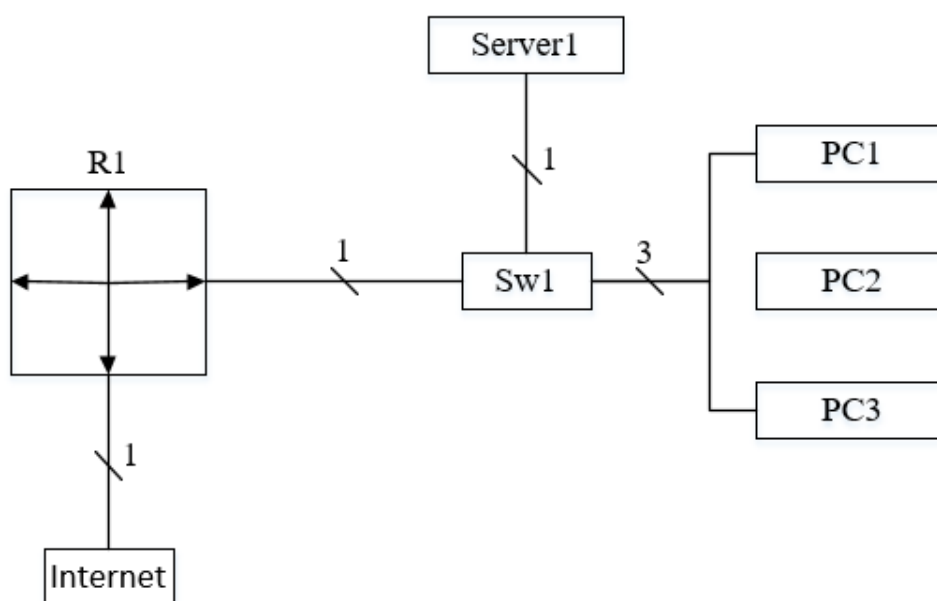 Server1
1
PC1
R1
1
Sw1
3
PC2
PC3
1
Internet